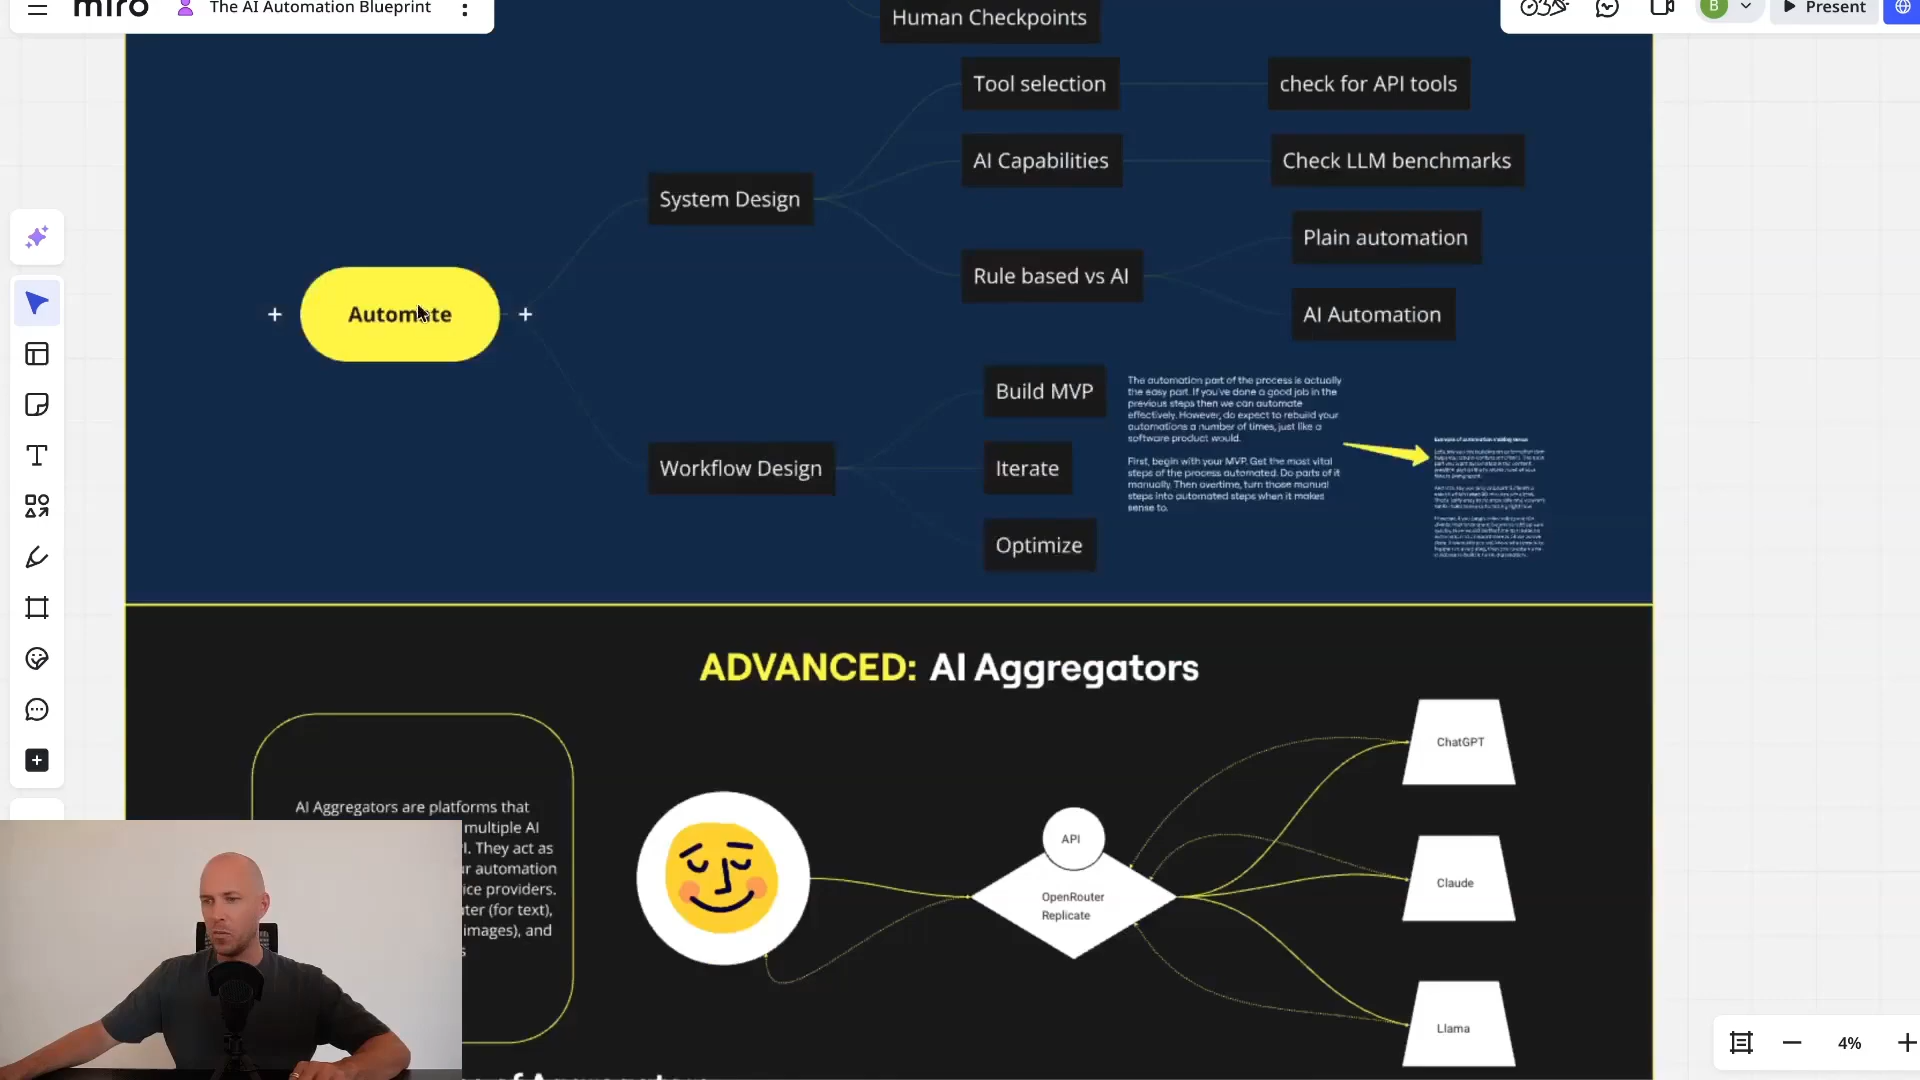 miro
The AI Automation Blueprint
B
Present
Human Checkpoints
Tool selection
check for API tools
AI Capabilities
Check LLM benchmarks
System Design
Plain automation
Rule based vs AI
AI Automation
Automate
Build MVP
The automation part of the process is actually
the easy part. If you've done a good job in the
previous steps then we can automate
effectively. However, do expect to rebuild your
automations a number of times, just like a
software product would.
First, begin with your MVP. Get the most vital
steps of the process automated. Do parts of it
manually. Then overtime, turn those manual
steps into automated steps when it makes
sense to.
Workflow Design
Iterate
Optimize
ADVANCED: AI Aggregators
AI Aggregators are platforms that
multiple AI
They act as
automation
providers.
(for text),
images), and
API
OpenRouter
Replicate
ChatGPT
Claude
Llama
4%